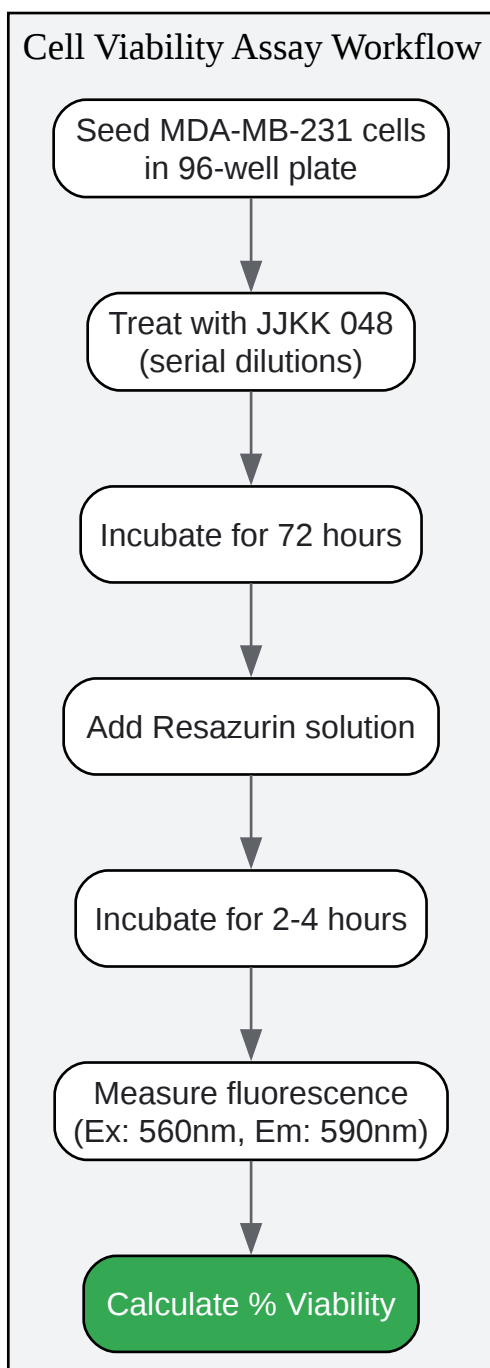 Cell Viability Assay Workflow
Seed MDA-MB-231 cells
in 96-well plate
Treat with JJKK 048
(serial dilutions)
Incubate for 72 hours
Add Resazurin solution
Incubate for 2-4 hours
Measure fluorescence
(Ex: 560nm, Em: 590nm)
Calculate % Viability